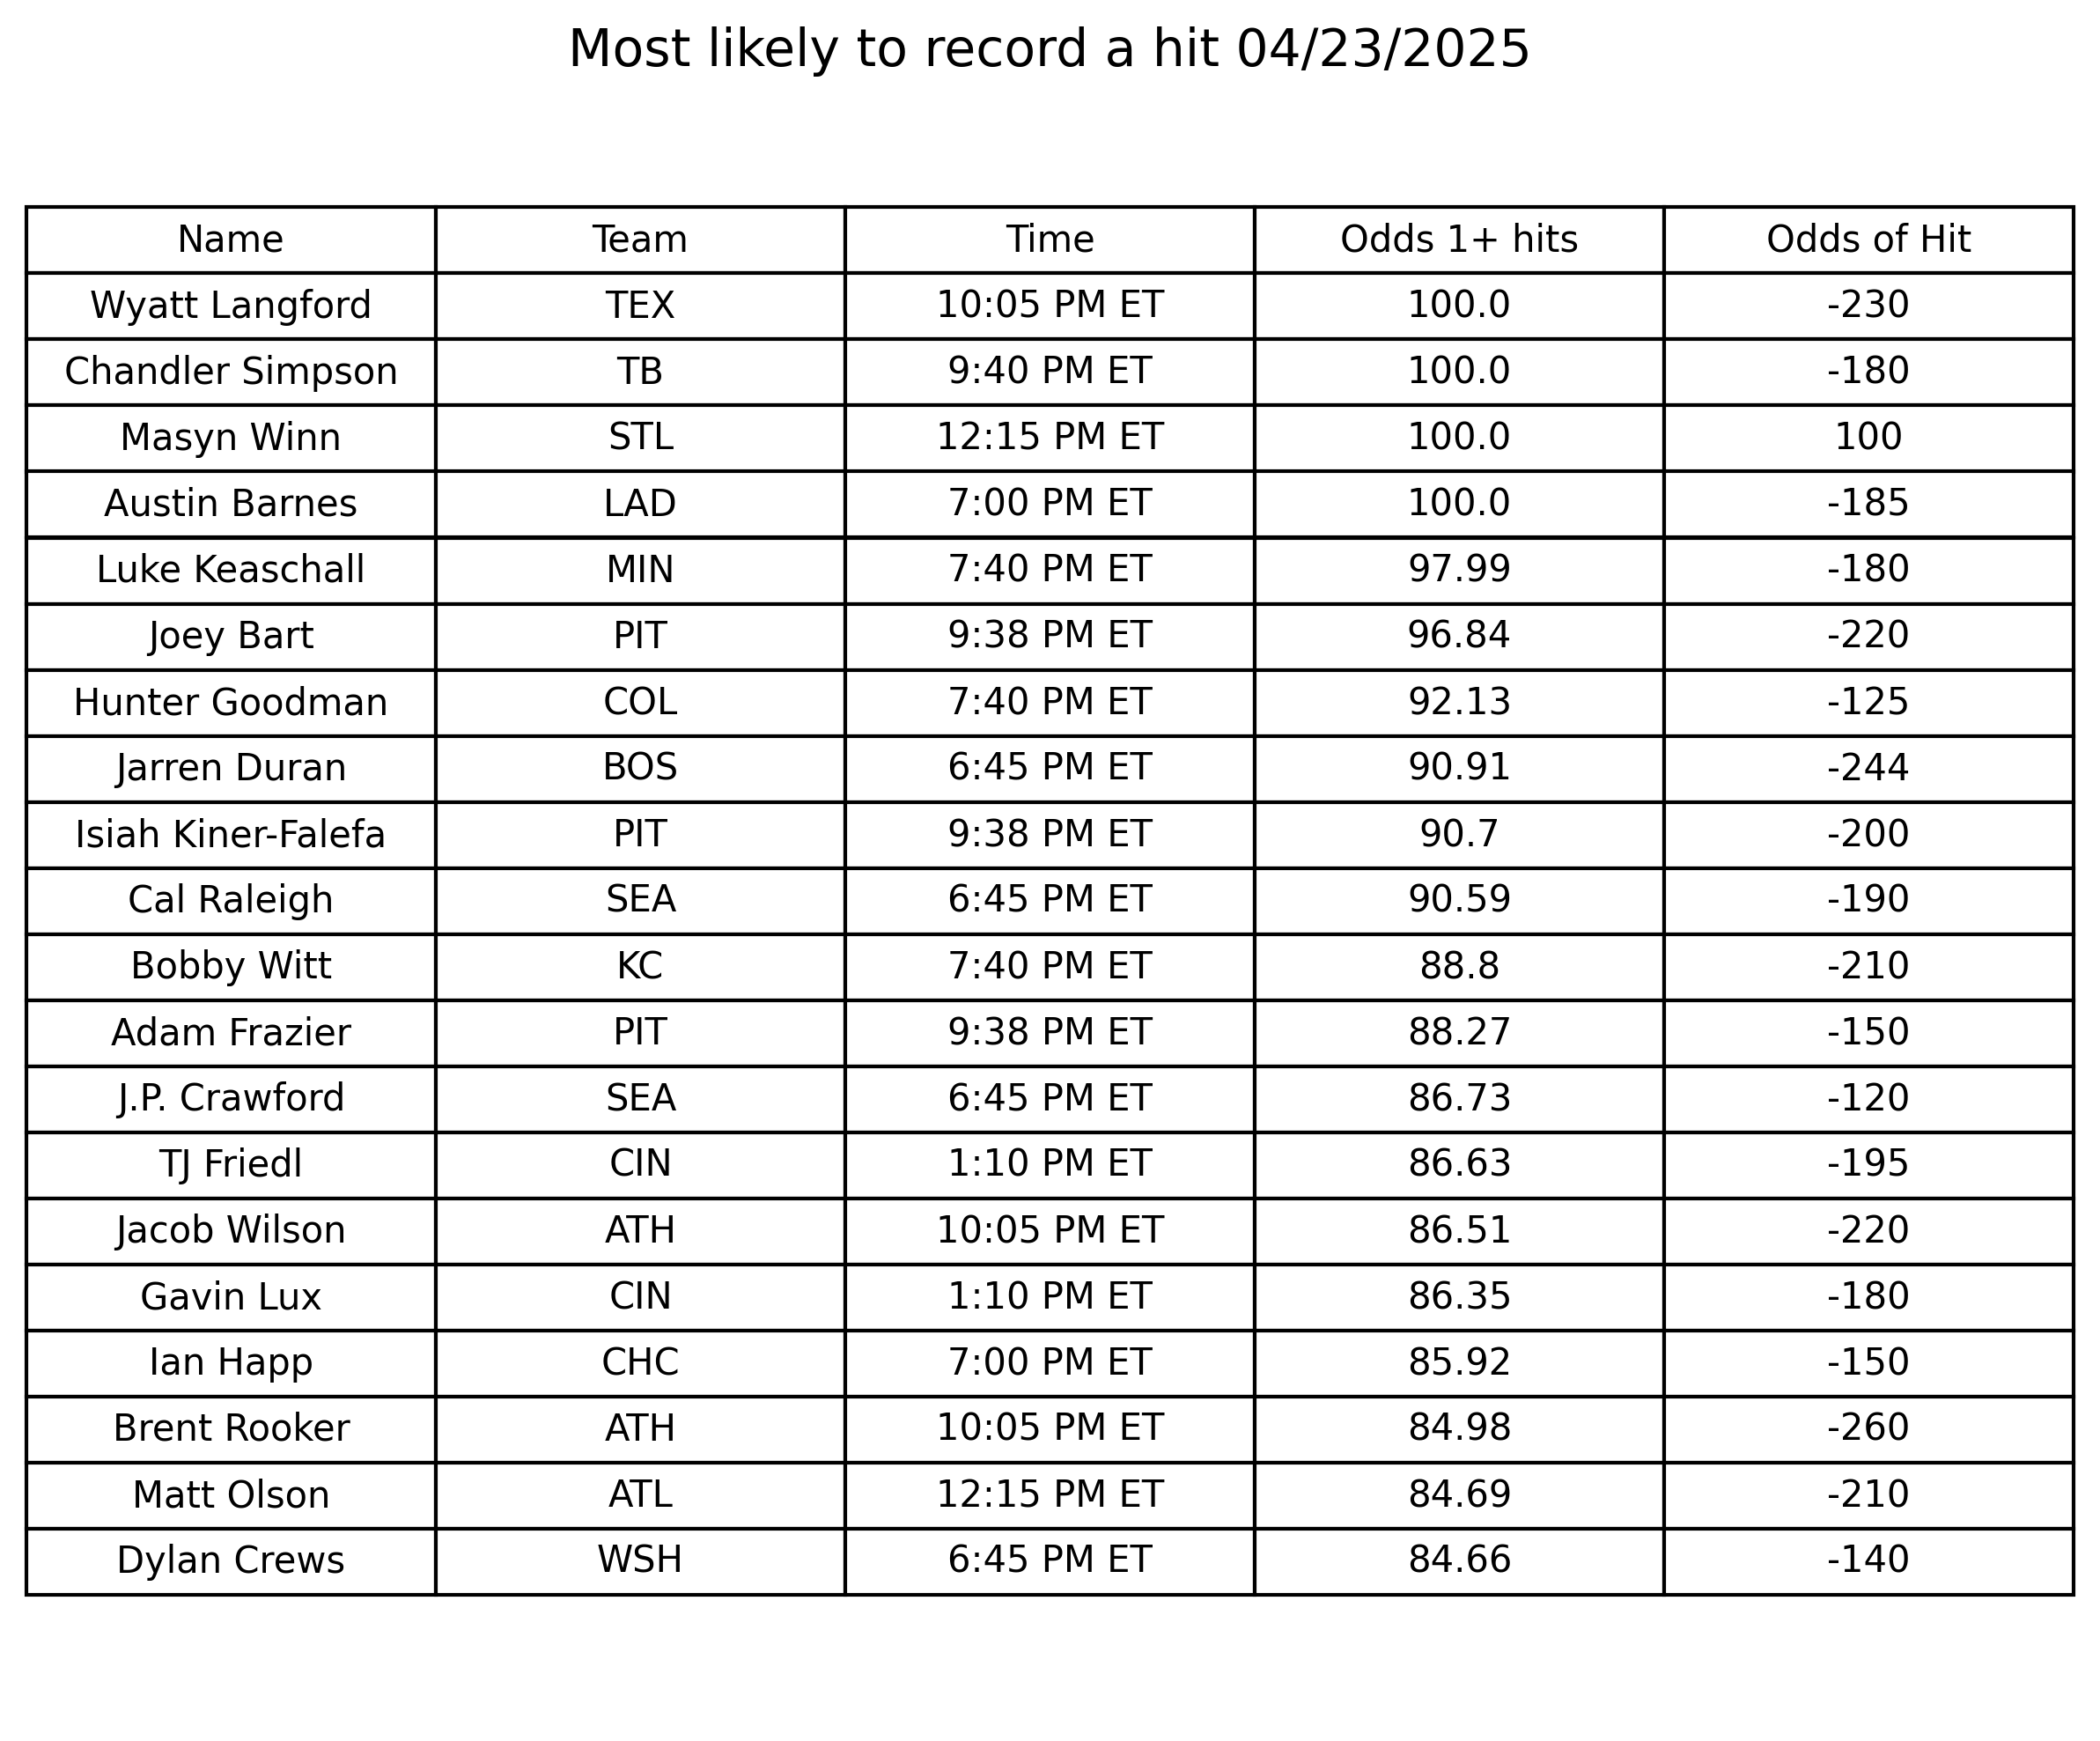 Most likely to record a hit 04/23/2025
Name Team Time Odds 1+ hits Odds of Hit
Wyatt Langford TEX 10:05 PM ET 100.0 -230
Chandler Simpson TB 9:40 PM ET 100.0 -180
Masyn Winn STL 12:15 PM ET 100.0 100
Austin Barnes LAD 7:00 PM ET 100.0 -185
Luke Keaschall MIN 7:40 PM ET 97.99 -180
Joey Bart PIT 9:38 PM ET 96.84 -220
Hunter Goodman COL 7:40 PM ET 92.13 -125
Jarren Duran BOS 6:45 PM ET 90.91 -244
Isiah Kiner-Falefa PIT 9:38 PM ET 90.7 -200
Cal Raleigh SEA 6:45 PM ET 90.59 -190
Bobby Witt KC 7:40 PM ET 88.8 -210
Adam Frazier PIT 9:38 PM ET 88.27 -150
J.P. Crawford SEA 6:45 PM ET 86.73 -120
TJ Friedl CIN 1:10 PM ET 86.63 -195
Jacob Wilson ATH 10:05 PM ET 86.51 -220
Gavin Lux CIN 1:10 PM ET 86.35 -180
Ian Happ CHC 7:00 PM ET 85.92 -150
Brent Rooker ATH 10:05 PM ET 84.98 -260
Matt Olson ATL 12:15 PM ET 84.69 -210
Dylan Crews WSH 6:45 PM ET 84.66 -140